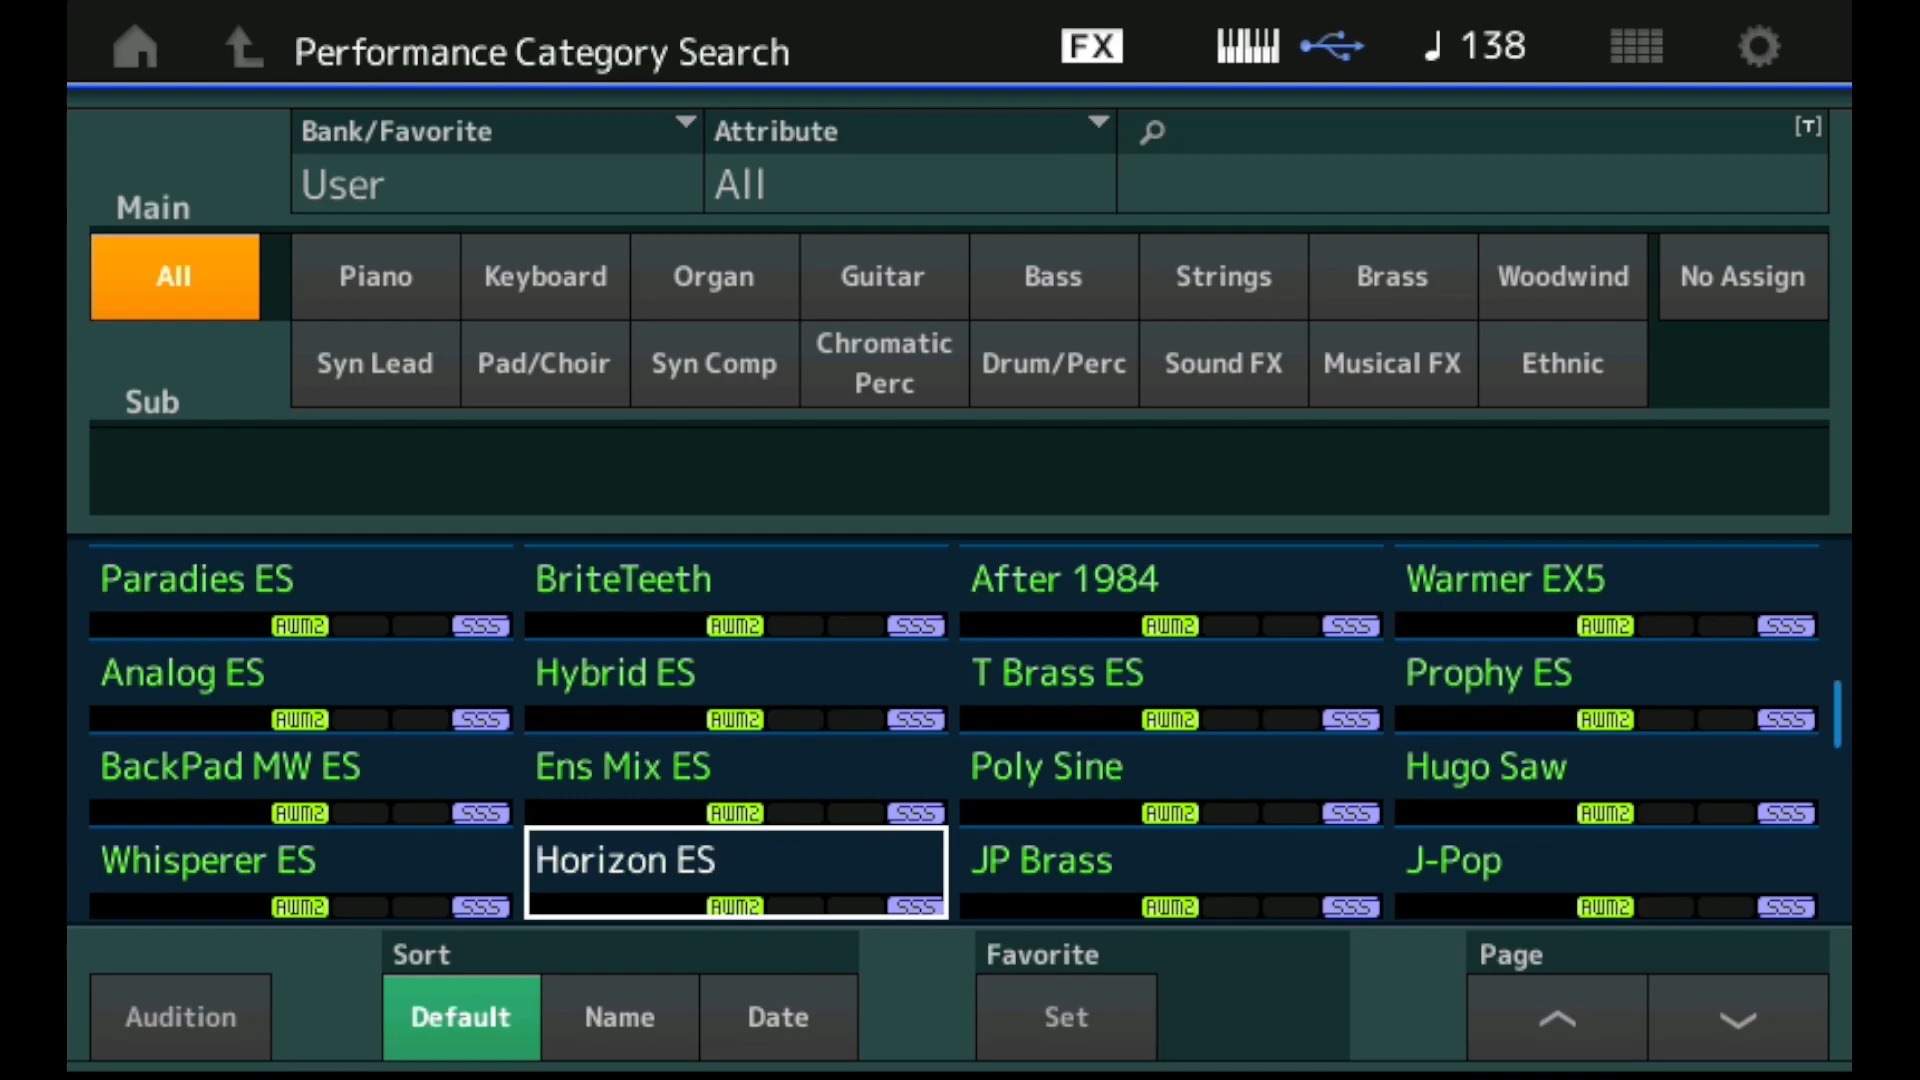 Performance Category Search FX 138
Bank/Favorite Attribute [T]
User All
Main
All Piano Keyboard Organ Guitar Bass Strings Brass Woodwind No Assign
Syn Lead Pad/Choir Syn Comp Chromatic Perc Drum/Perc Sound FX Musical FX Ethnic
Sub
Paradies ES BriteTeeth After 1984 Warmer EX5
AWM2 SSS AWM2 SSS AWM2 SSS AWM2 SSS
Analog ES Hybrid ES T Brass ES Prophy ES
AWM2 SSS AWM2 SSS AWM2 SSS AWM2 SSS
BackPad MW ES Ens Mix ES Poly Sine Hugo Saw
AWM2 SSS AWM2 SSS AWM2 SSS AWM2 SSS
Whisperer ES Horizon ES JP Brass J-Pop
AWM2 SSS AWM2 SSS AWM2 SSS AWM2 SSS
Sort Favorite Page
Audition Default Name Date Set